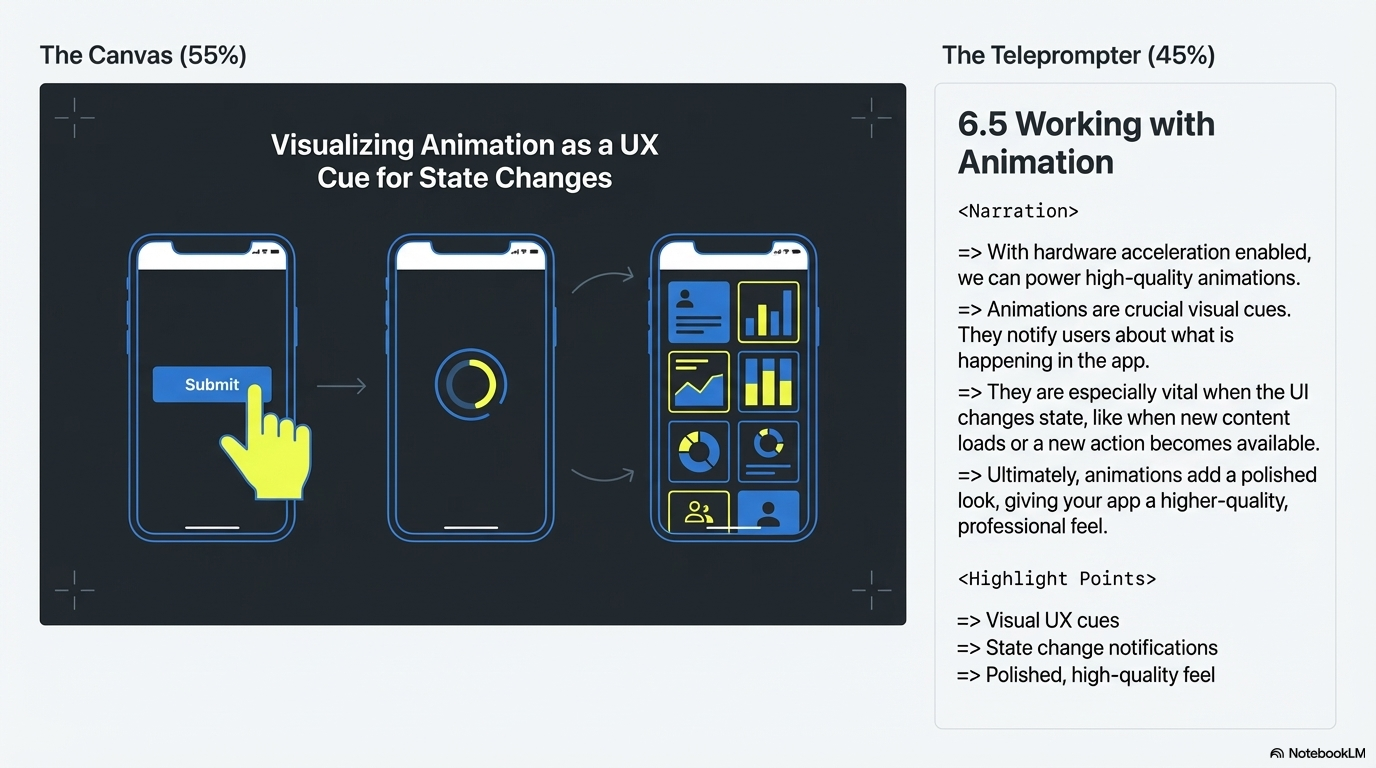 The Canvas (55%)
Visualizing Animation as a UX
Cue for State Changes
Submit
The Teleprompter (45%)
6.5 Working with
Animation
<Narration>
=> With hardware acceleration enabled,
we can power high-quality animations.
=> Animations are crucial visual cues.
They notify users about what is
happening in the app.
=> They are especially vital when the UI
changes state, like when new content
loads or a new action becomes available.
=> Ultimately, animations add a polished
look, giving your app a higher-quality,
professional feel.
<Highlight Points>
=> Visual UX cues
=> State change notifications
=> Polished, high-quality feel
NotebookLM